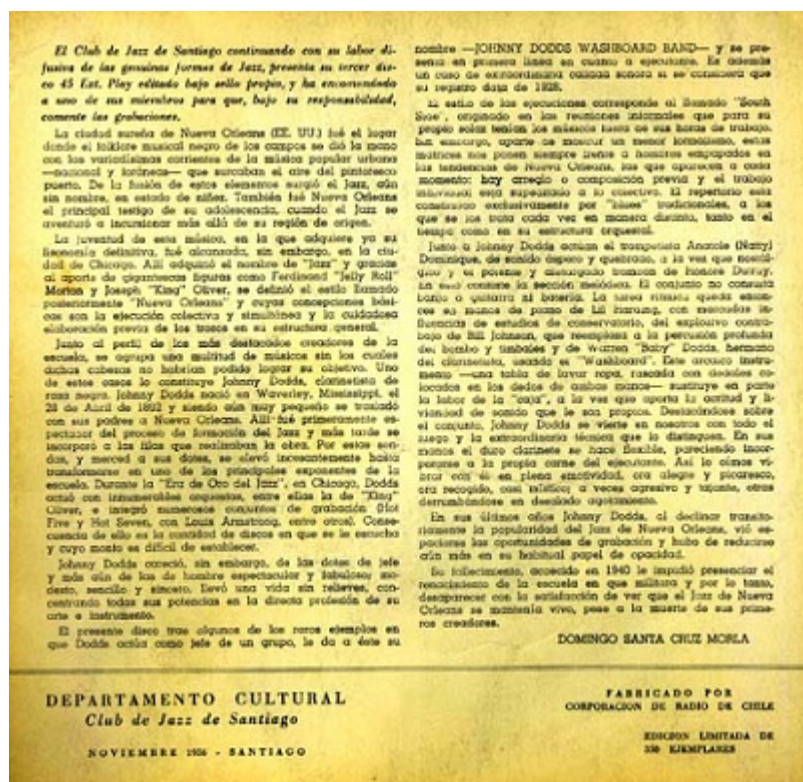 El Club de Jazz de Santiago continuando con su labor di-
fusiva de las genuinas formas de Jazz, presenta su tercer dis-
co 45 Ext. Play editado bajo sello propio, y ha encomendado
a uno de sus miembros para que, bajo su responsabilidad,
comente las grabaciones.
La ciudad sureña de Nueva Orleans (EE. UU.) fué el lugar
donde el folklore musical negro de los campos se dió la mano
con las variadísimas corrientes de la música popular urbana
—nacional y foránea— que surcaban el aire del pintoresco
puerto. De la fusión de estos elementos surgió el Jazz, aún
sin nombre, en estado de niñez. También fué Nueva Orleans
el principal testigo de su adolescencia, cuando el Jazz se
aventuró a incursionar más allá de su región de origen.
La juventud de esta música, en la que adquiere ya su
fisonomía definitiva, fué alcanzada, sin embargo, en la ciu-
dad de Chicago. Allí adquirió el nombre de "Jazz" y gracias
al aporte de gigantescas figuras como Ferdinand "Jelly Roll"
Morton y Joseph "King" Oliver, se definió el estilo llamado
posteriormente "Nueva Orleans" y cuyas concepciones bási-
cas son la ejecución colectiva y simultánea y la cuidadosa
elaboración previa de los trozos en su estructura general.
Junto al perfil de los más destacados creadores de la
escuela, se agrupa una multitud de músicos sin los cuales
dichas cabezas no habrían podido lograr su objetivo. Uno
de estos casos lo constituye Johnny Dodds, clarinetista de
raza negra. Johnny Dodds nació en Waverley, Mississippi, el
28 de Abril de 1892 y siendo aún muy pequeño se trasladó
con sus padres a Nueva Orleans. Allí fué primeramente es-
pectador del proceso de formación del Jazz y más tarde se
incorporó a las filas que realizaban la obra. Por estas son-
das, y merced a sus dotes, se elevó incesantemente hasta
transformarse en uno de los principales exponentes de la
escuela. Durante la "Era de Oro del Jazz", en Chicago, Dodds
actuó con innumerables orquestas, entre ellas la de "King"
Oliver, e integró numerosos conjuntos de grabación (Hot
Five y Hot Seven, con Louis Armstrong, entre otros). Conse-
cuencia de ello es la cantidad de discos en que se le escucha
y cuyo monto es difícil de establecer.
Johnny Dodds careció, sin embargo, de las dotes de jefe
y más aún de las de hombre espectacular y fabuloso; mo-
desto, sencillo y sincero, llevó una vida sin relieves, con-
centrando todas sus potencias en la directa profesión de su
arte e instrumento.
El presente disco trae algunos de los raros ejemplos en
que Dodds actúa como jefe de un grupo, le da a éste su
nombre —JOHNNY DODDS WASHBOARD BAND— y se pre-
senta en primera línea en cuanto a ejecutante. Es además
un caso de extraordinaria calidad sonora si se considera que
su registro data de 1928.
El estilo de las ejecuciones corresponde al llamado "South
Side", originado en las reuniones informales que para su
propio solaz tenían los músicos fuera de sus horas de trabajo.
Sin embargo, aparte de mostrar un menor formalismo, estas
matrices nos ponen siempre frente a hombres empapados en
las tendencias de Nueva Orleans, que aparecen a cada
momento: hay arreglo o composición previa y el trabajo
individual está supeditado a lo colectivo. El repertorio está
constituido exclusivamente por "blues" tradicionales, a los
que se los trata cada vez en manera distinta, tanto en el
tiempo como en su estructura orquestal.
Junto a Johnny Dodds actúan el trompetista Anatole (Natty)
Dominique, de sonido áspero y quebrado, a la vez que nostál-
gico y el potente y trombón de Honoré Dutrey.
En esto consiste la sección melódica. El conjunto no consulta
banjo o guitarra ni batería. La tarea rítmica queda enton-
ces en manos de piano de Lil Hardin, con marcadas in-
fluencias de estudios de conservatorio, del explosivo contra-
bajo de Bill Johnson, que reemplaza a la percusión profunda
del bombo y timbales y de Warren "Baby" Dodds, hermano
del clarinetista, usando el "Washboard". Este instru-
mento —una tabla de lavar ropa, rascada con dedales co-
locados en los dedos de ambas manos— sustituye en parte
la labor de la "caja", a la vez que aporta la acritud y li-
viandad de sonido que le son propios. Destacándose sobre
el conjunto, Johnny Dodds se vierte en nosotros con todo el
fuego y la extraordinaria técnica que lo distinguen. En sus
manos el duro clarinete se hace flexible, pareciendo incor-
porarse a la propia carne del ejecutante. Así lo oímos vi-
brar con él en plena emotividad, ora alegre y picaresco,
ora recogido, casi místico; a veces agresivo y tajante, otras
derrumbándose en desolado agotamiento.
En sus últimos años Johnny Dodds, al declinar transito-
riamente la popularidad del Jazz de Nueva Orleans, vió es-
paciarse las oportunidades de grabación y hubo de reducirse
aún más en su habitual papel de opacidad.
Su fallecimiento, acaecido en 1940 le impidió presenciar el
renacimiento de la escuela en que militara y por lo tanto,
desaparecer con la satisfacción de ver que el Jazz de Nueva
Orleans se mantenía vivo, pese a la muerte de sus prime-
ros creadores.
DOMINGO SANTA CRUZ MORLA
DEPARTAMENTO CULTURAL
Club de Jazz de Santiago
NOVIEMBRE 1956 - SANTIAGO
FABRICADO POR
CORPORACION DE RADIO DE CHILE
EDICION LIMITADA DE
350 EJEMPLARES